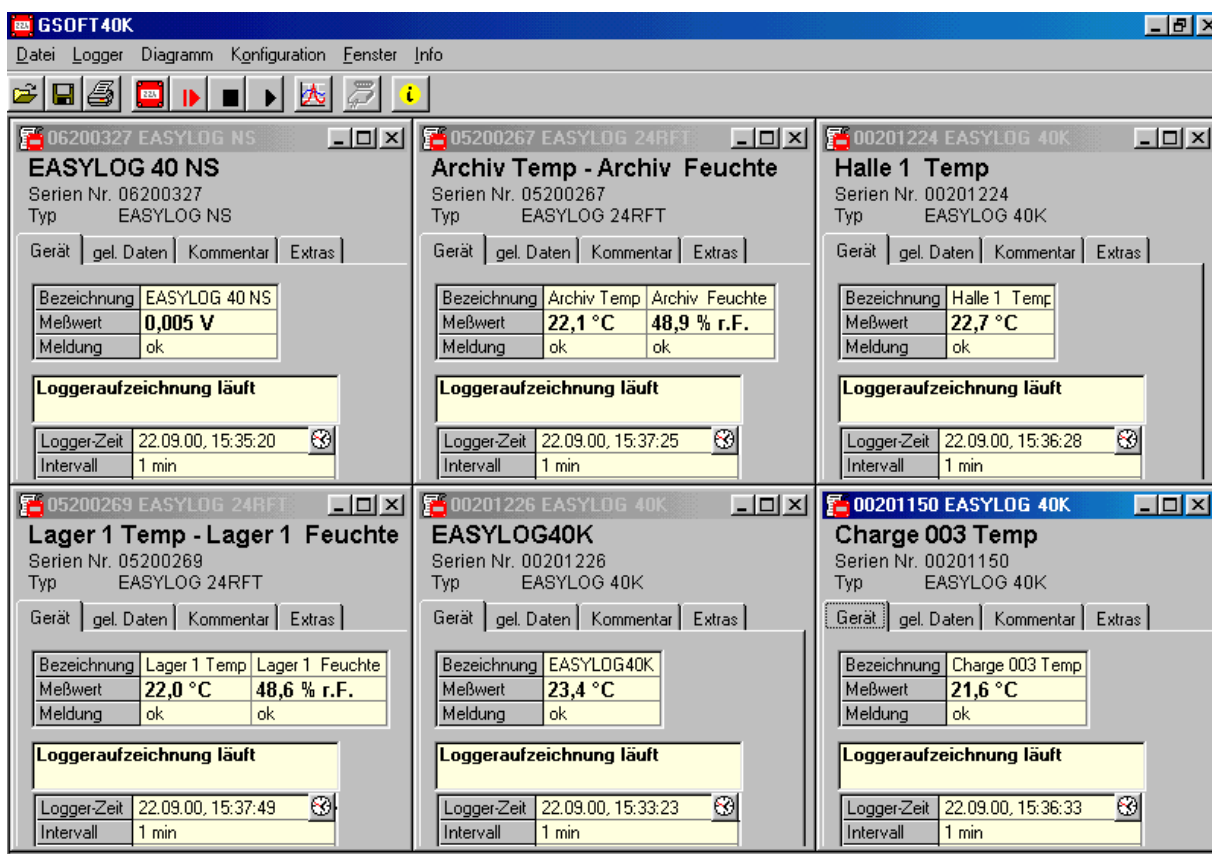 GSOFT40K
Datei Logger Diagramm Konfiguration Fenster Info
06200327 EASYLOG NS
EASYLOG 40 NS
Serien Nr. 06200327
Typ EASYLOG NS
Gerät gel. Daten Kommentar Extras
Bezeichnung EASYLOG 40 NS
Meßwert 0,005 V
Meldung ok
Loggeraufzeichnung läuft
Logger-Zeit 22.09.00, 15:35:20
Intervall 1 min
05200267 EASYLOG 24RFT
Archiv Temp - Archiv Feuchte
Serien Nr. 05200267
Typ EASYLOG 24RFT
Gerät gel. Daten Kommentar Extras
Bezeichnung Archiv Temp Archiv Feuchte
Meßwert 22,1 °C 48,9 % r.F.
Meldung ok ok
Loggeraufzeichnung läuft
Logger-Zeit 22.09.00, 15:37:25
Intervall 1 min
00201224 EASYLOG 40K
Halle 1 Temp
Serien Nr. 00201224
Typ EASYLOG 40K
Gerät gel. Daten Kommentar Extras
Bezeichnung Halle 1 Temp
Meßwert 22,7 °C
Meldung ok
Loggeraufzeichnung läuft
Logger-Zeit 22.09.00, 15:36:28
Intervall 1 min
05200269 EASYLOG 24RFT
Lager 1 Temp - Lager 1 Feuchte
Serien Nr. 05200269
Typ EASYLOG 24RFT
Gerät gel. Daten Kommentar Extras
Bezeichnung Lager 1 Temp Lager 1 Feuchte
Meßwert 22,0 °C 48,6 % r.F.
Meldung ok ok
Loggeraufzeichnung läuft
Logger-Zeit 22.09.00, 15:37:49
Intervall 1 min
00201226 EASYLOG 40K
EASYLOG40K
Serien Nr. 00201226
Typ EASYLOG 40K
Gerät gel. Daten Kommentar Extras
Bezeichnung EASYLOG40K
Meßwert 23,4 °C
Meldung ok
Loggeraufzeichnung läuft
Logger-Zeit 22.09.00, 15:33:23
Intervall 1 min
00201150 EASYLOG 40K
Charge 003 Temp
Serien Nr. 00201150
Typ EASYLOG 40K
Gerät gel. Daten Kommentar Extras
Bezeichnung Charge 003 Temp
Meßwert 21,6 °C
Meldung ok
Loggeraufzeichnung läuft
Logger-Zeit 22.09.00, 15:36:33
Intervall 1 min